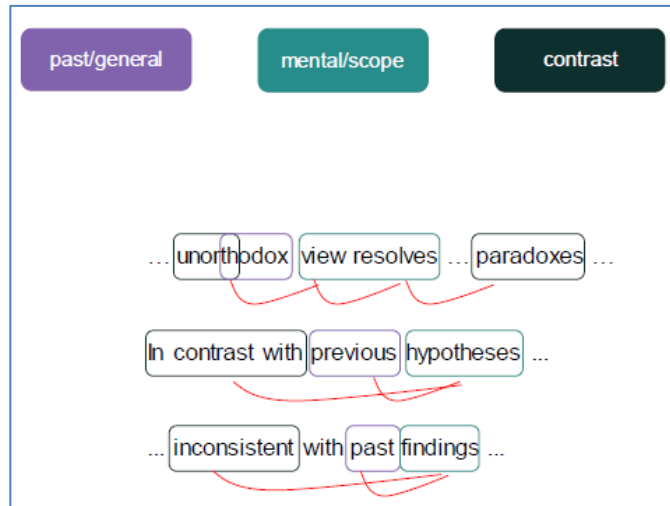 past/general mental/scope contrast
… unorthodox view resolves … paradoxes …
In contrast with previous hypotheses ...
... inconsistent with past findings ...